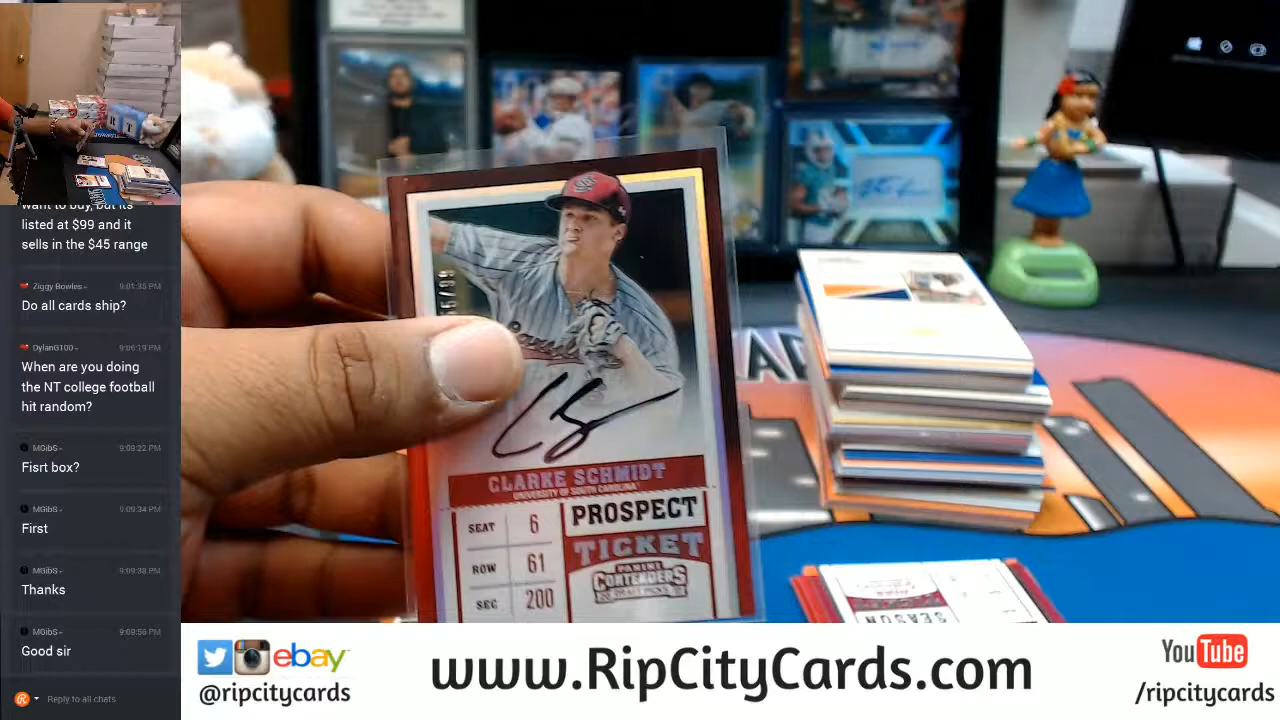 want to buy, but its
listed at $99 and it
sells in the $45 range
Ziggy Bowles
9:01:35 PM
Do all cards ship?
DylanG100
9:06:19 PM
When are you doing
the NT college football
hit random?
MGibS
9:09:22 PM
Fisrt box?
MGibS
9:09:34 PM
First
MGibS
9:09:38 PM
Thanks
MGibS
9:09:56 PM
Good sir
Reply to all chats
CLARKE SCHMIDT
UNIVERSITY OF SOUTH CAROLINA
SEAT 6
ROW 61
SEC 200
PROSPECT
TICKET
PANINI
CONTENDERS
DRAFT PICKS
SEASON
ebay
@ripcitycards
www.RipCityCards.com
YouTube
/ripcitycards